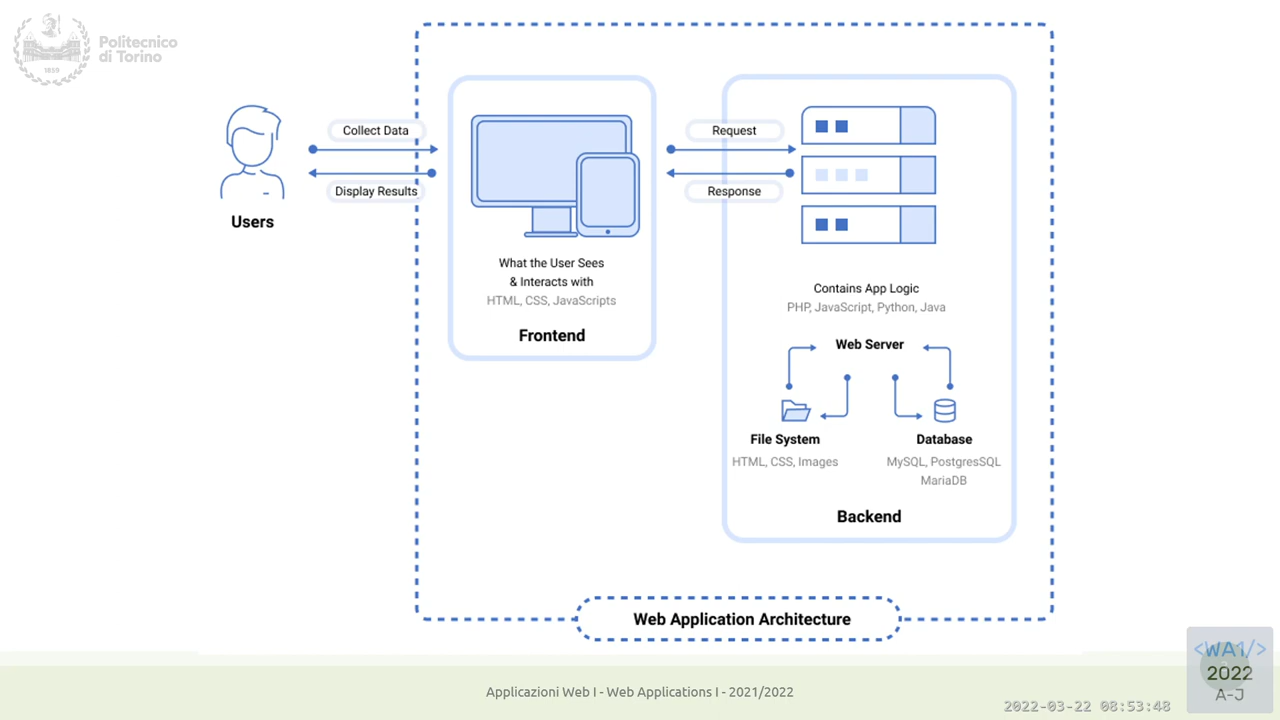 Politecnico
di Torino
1859
Collect Data
Display Results
Users
What the User Sees
& Interacts with
HTML, CSS, JavaScripts
Frontend
Request
Response
Contains App Logic
PHP, JavaScript, Python, Java
Web Server
File System
HTML, CSS, Images
Database
MySQL, PostgresSQL
MariaDB
Backend
Web Application Architecture
Applicazioni Web I - Web Applications I - 2021/2022
2022-03-22 08:53:48
<WA1/>
2022
A-J